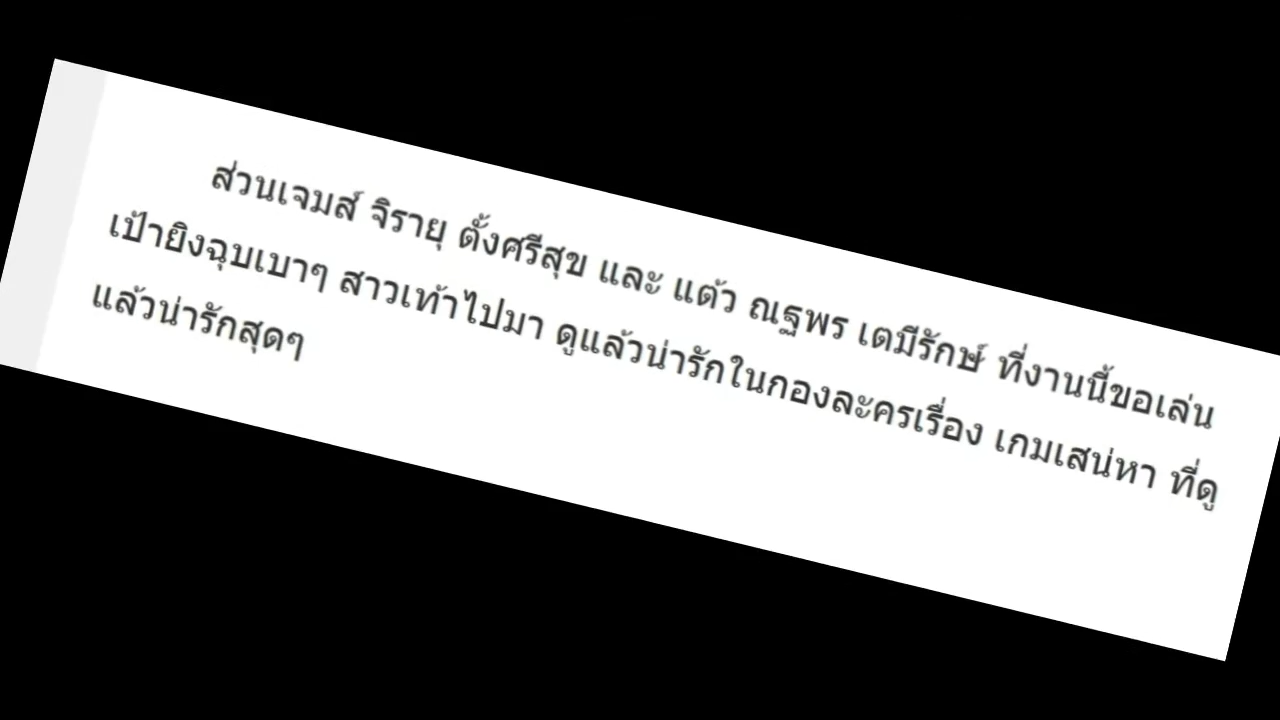 ส่วนเจมส์ จิรายุ ตั้งศรีสุข และ แต้ว ณฐพร เตมีรักษ์ ที่งานนี้ขอเล่น
เป้ายิงฉุบเบาๆ สาวเท้าไปมา ดูแล้วน่ารักในกองละครเรื่อง เกมเสน่หา ที่ดู
แล้วน่ารักสุดๆ